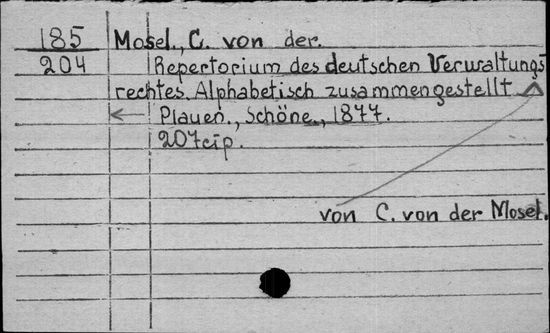 185 Mosel, C. von der.
204 Repertorium des deutschen Verwaltungs=
rechtes. Alphabetisch zusammengestellt
Plauen., Schöne., 1877.
207 cip.
von C. von der Mosel.